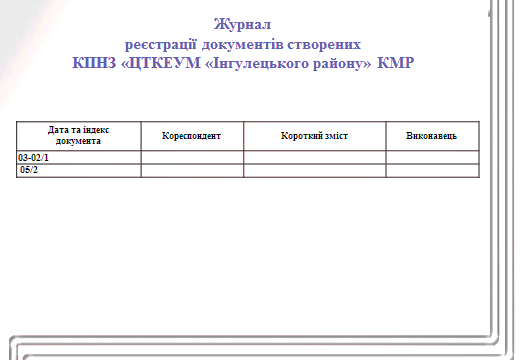 Журнал
реєстрації документів створених
КПНЗ «ЦТКЕУМ «Інгулецького району» КМР
Дата та індекс документа
Кореспондент
Короткий зміст
Виконавець
03-02/1
05/2